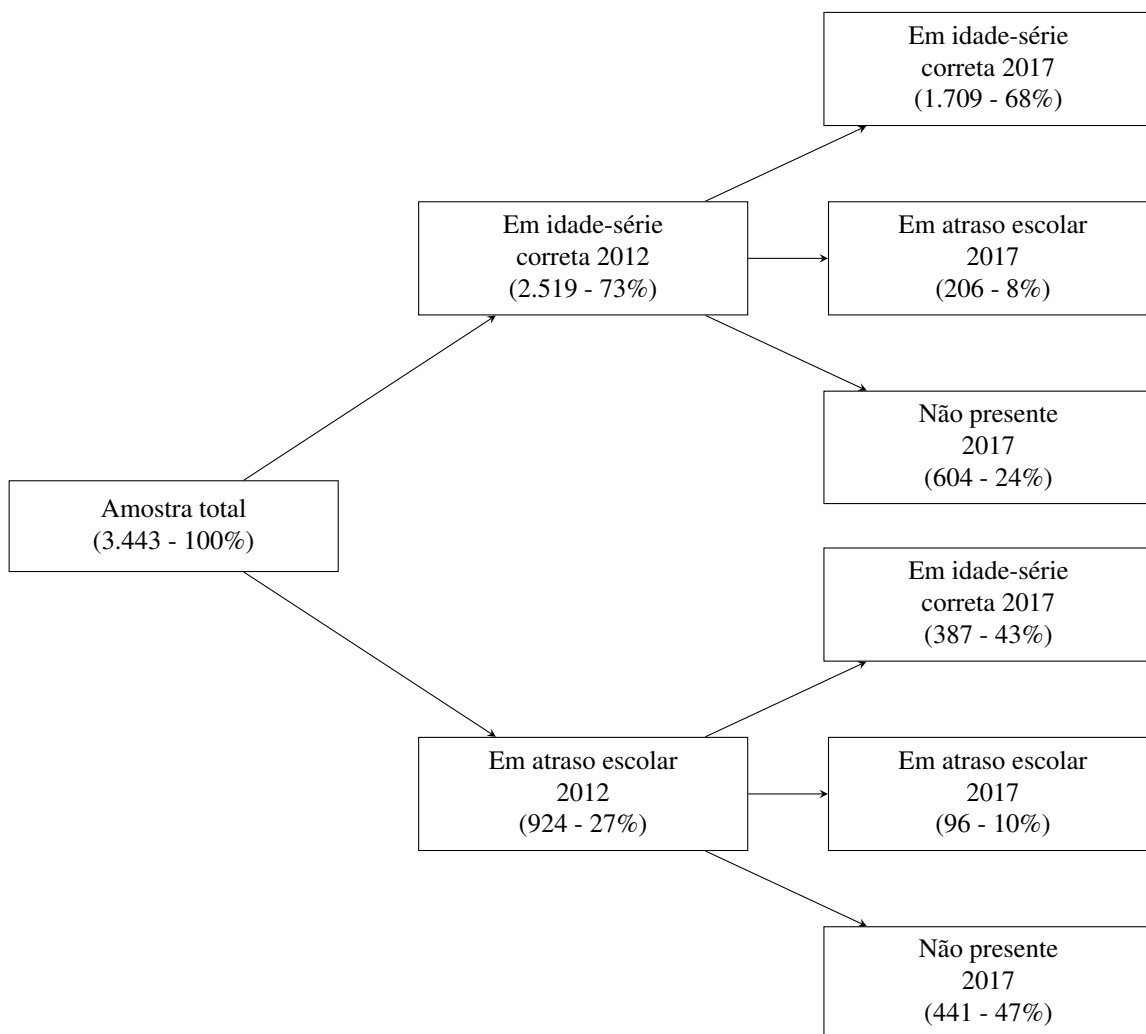 Em idade-série
correta 2017
(1.709 - 68%)
Em idade-série
correta 2012
(2.519 - 73%)
Em atraso escolar
2017
(206 - 8%)
Não presente
2017
(604 - 24%)
Amostra total
(3.443 - 100%)
Em idade-série
correta 2017
(387 - 43%)
Em atraso escolar
2012
(924 - 27%)
Em atraso escolar
2017
(96 - 10%)
Não presente
2017
(441 - 47%)